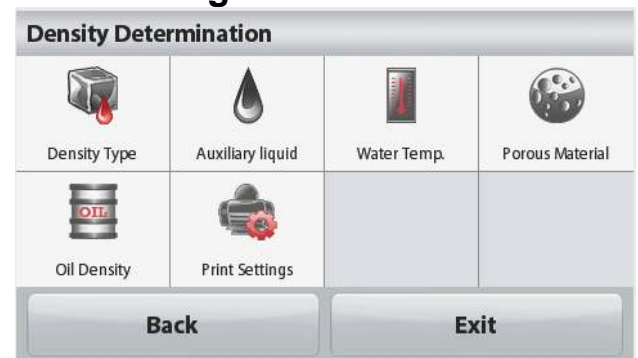 Density Determination
Density Type
Auxiliary liquid
Water Temp.
Porous Material
OIL
Oil Density
Print Settings
Back
Exit